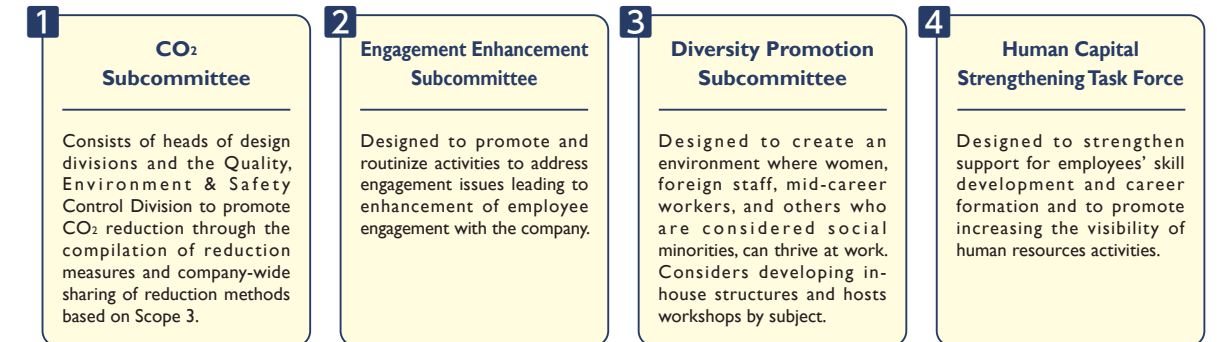 1
CO2
Subcommittee
Consists of heads of design
divisions and the Quality,
Environment & Safety
Control Division to promote
CO2 reduction through the
compilation of reduction
measures and company-wide
sharing of reduction methods
based on Scope 3.
2
Engagement Enhancement
Subcommittee
Designed to promote and
routinize activities to address
engagement issues leading to
enhancement of employee
engagement with the company.
3
Diversity Promotion
Subcommittee
Designed to create an
environment where women,
foreign staff, mid-career
workers, and others who
are considered social
minorities, can thrive at work.
Considers developing in-
house structures and hosts
workshops by subject.
4
Human Capital
Strengthening Task Force
Designed to strengthen
support for employees’ skill
development and career
formation and to promote
increasing the visibility of
human resources activities.